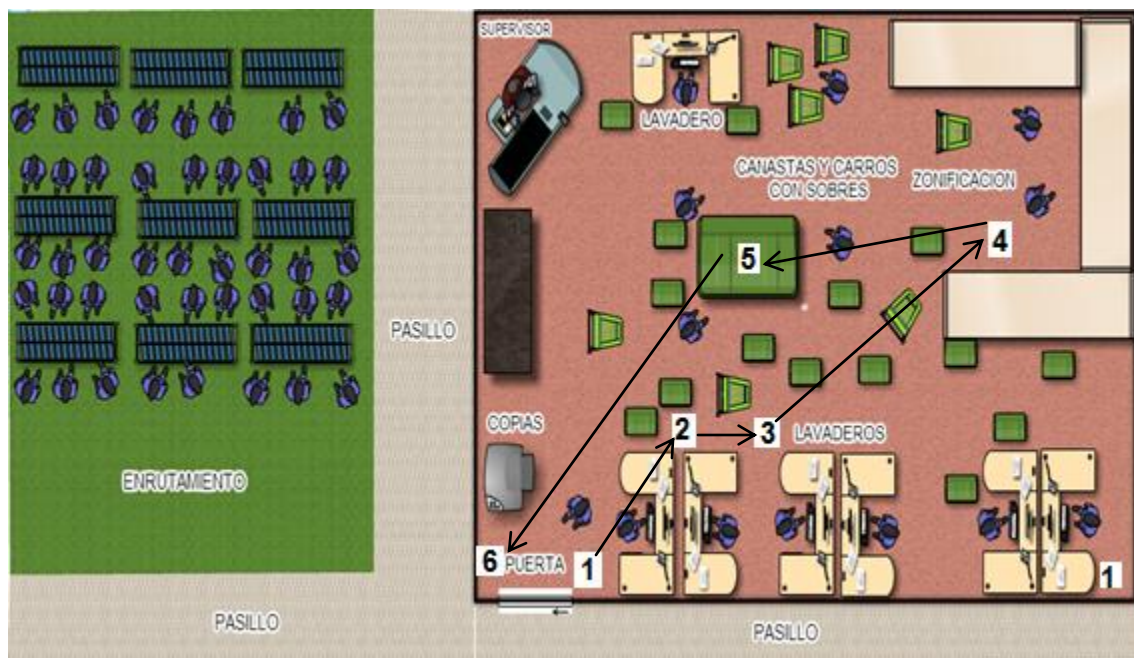 SUPERVISOR
LAVADERO
CANASTAS Y CARROS
CON SOBRES
ZONIFICACION
5
4
PASILLO
COPIAS
2
3
LAVADEROS
ENRUTAMIENTO
6
PUERTA
1
1
PASILLO
PASILLO